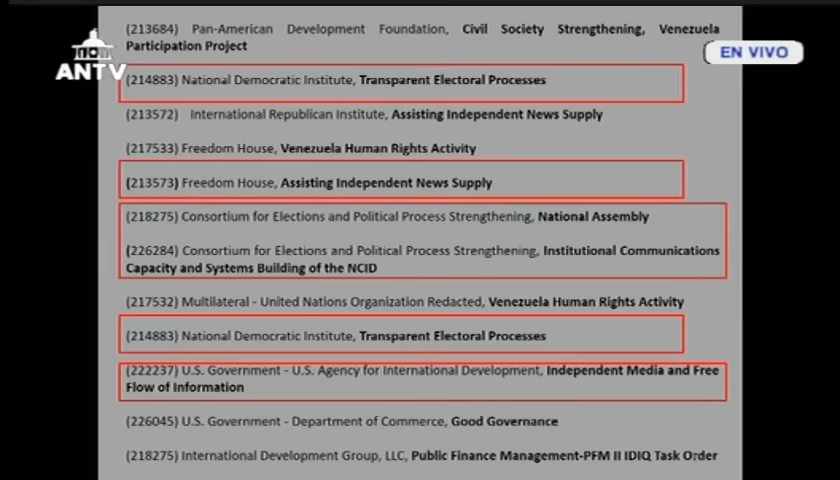 (213684) Pan-American Development Foundation, Civil Society Strengthening, Venezuela
Participation Project
ANTV
EN VIVO
(214883) National Democratic Institute, Transparent Electoral Processes
(213572) International Republican Institute, Assisting Independent News Supply
(217533) Freedom House, Venezuela Human Rights Activity
(213573) Freedom House, Assisting Independent News Supply
(218275) Consortium for Elections and Political Process Strengthening, National Assembly
(226284) Consortium for Elections and Political Process Strengthening, Institutional Communications
Capacity and Systems Building of the NCID
(217532) Multilateral - United Nations Organization Redacted, Venezuela Human Rights Activity
(214883) National Democratic Institute, Transparent Electoral Processes
(222237) U.S. Government - U.S. Agency for International Development, Independent Media and Free
Flow of Information
(226045) U.S. Government - Department of Commerce, Good Governance
(218275) International Development Group, LLC, Public Finance Management-PFM II IDIQ Task Order